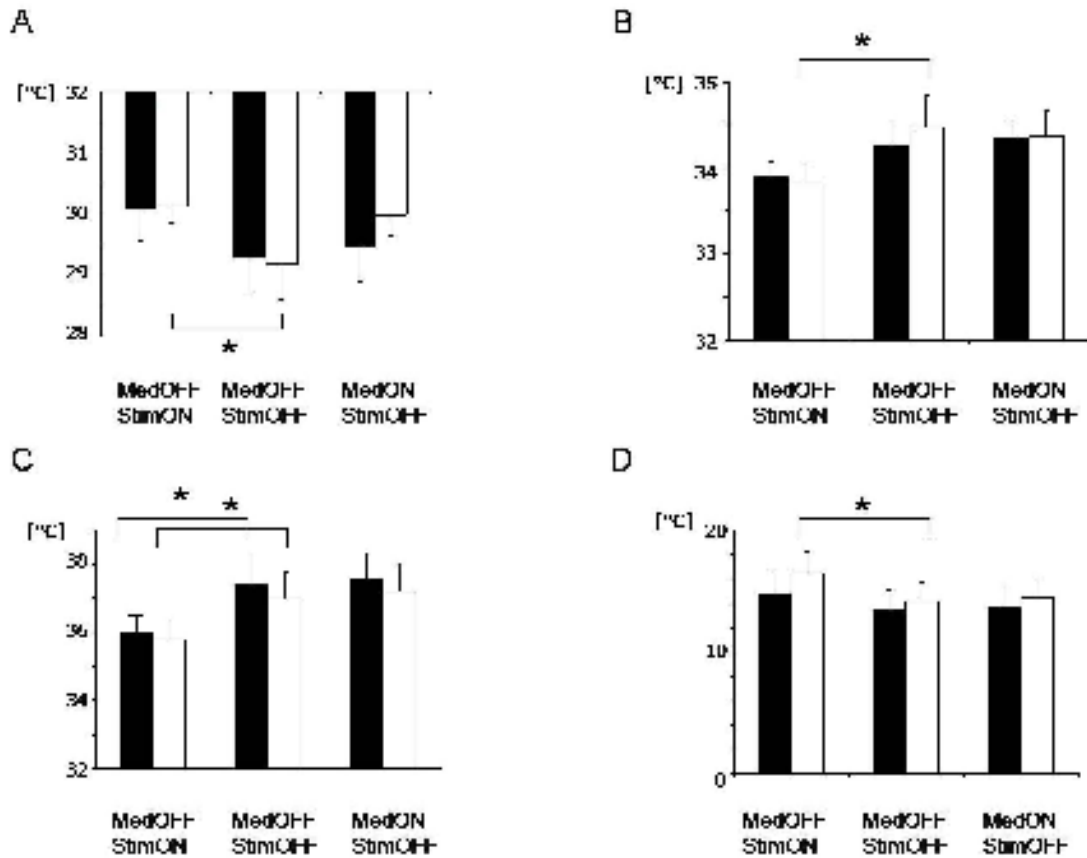 A
[°C] 32
31
30
29
28
*
MedOFF MedOFF MedON
StimON StimOFF StimOFF
B
*
[°C] 35
34
33
32
MedOFF MedOFF MedON
StimON StimOFF StimOFF
C
* *
[°C]
38
36
34
32
MedOFF MedOFF MedON
StimON StimOFF StimOFF
D
*
[°C] 20
10
0
MedOFF MedOFF MedON
StimON StimOFF StimOFF